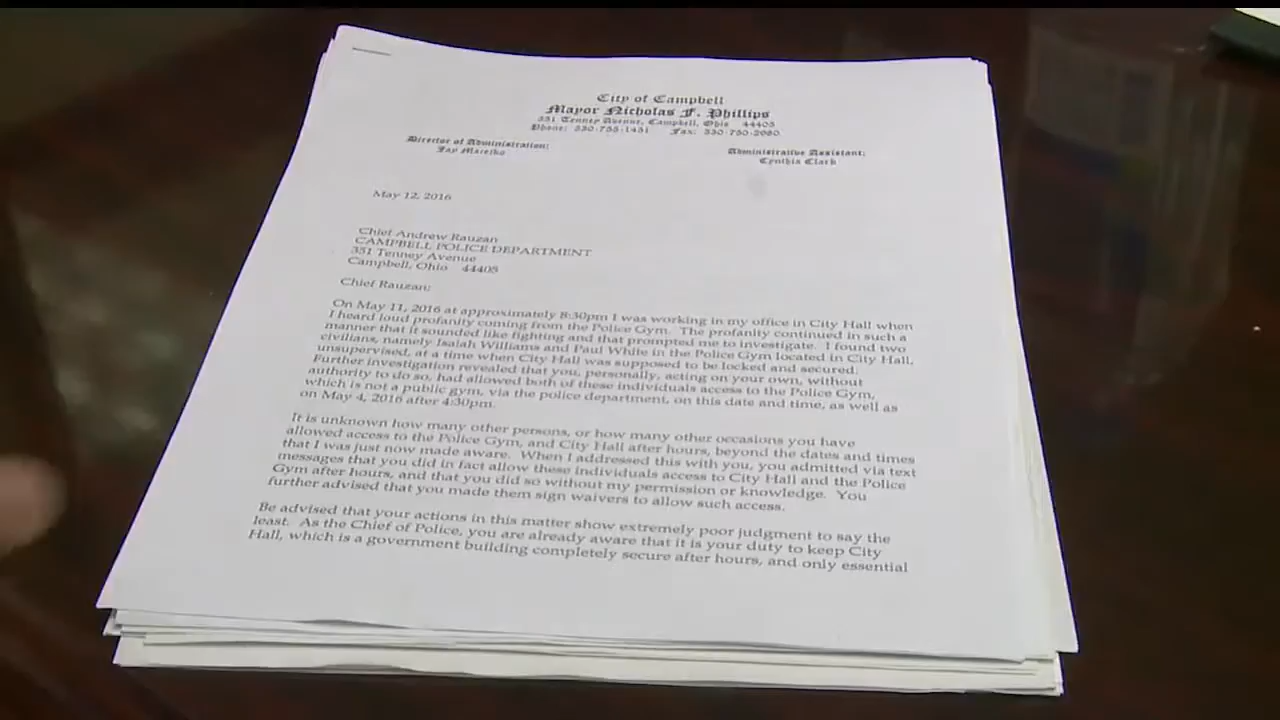 City of Campbell
Mayor Nicholas F. Phillips
351 Tenney Avenue, Campbell, Ohio 44405
Phone: 330-755-1451 Fax: 330-750-2080
Director of Administration:
Administrative Assistant:
Cynthia Clark
May 12, 2016
Chief Andrew Rauzan
CAMPBELL POLICE DEPARTMENT
351 Tenney Avenue
Campbell, Ohio 44405
Chief Rauzan:
On May 11, 2016 at approximately 8:30pm I was working in my office in City Hall when
I heard loud profanity coming from the Police Gym. The profanity continued in such a
manner that it sounded like fighting and that prompted me to investigate. I found two
civilians, namely Isaiah Williams and Paul White in the Police Gym located in City Hall,
unsupervised, at a time when City Hall was supposed to be locked and secured.
Further investigation revealed that you, personally, acting on your own, without
authority to do so, had allowed both of these individuals access to the Police Gym,
which is not a public gym, via the police department, on this date and time, as well as
on May 4, 2016 after 4:30pm.
It is unknown how many other persons, or how many other occasions you have
allowed access to the Police Gym, and City Hall after hours, beyond the dates and times
that I was just now made aware. When I addressed this with you, you admitted via text
messages that you did in fact allow these individuals access to City Hall and the Police
Gym after hours, and that you did so without my permission or knowledge. You
further advised that you made them sign waivers to allow such access.
Be advised that your actions in this matter show extremely poor judgment to say the
least. As the Chief of Police, you are already aware that it is your duty to keep City
Hall, which is a government building completely secure after hours, and only essential